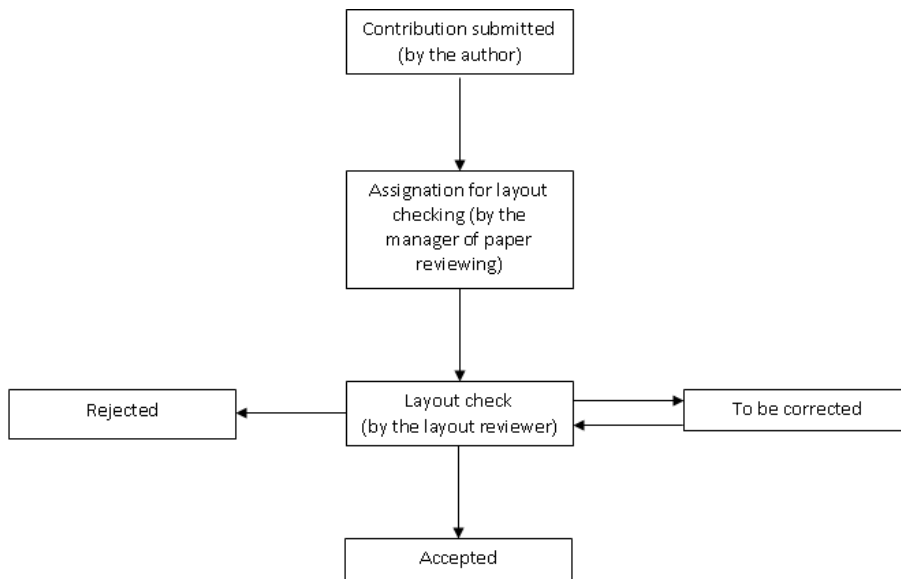 Contribution submitted
(by the author)
Assignation for layout
checking (by the
manager of paper
reviewing)
Rejected
Layout check
(by the layout reviewer)
To be corrected
Accepted